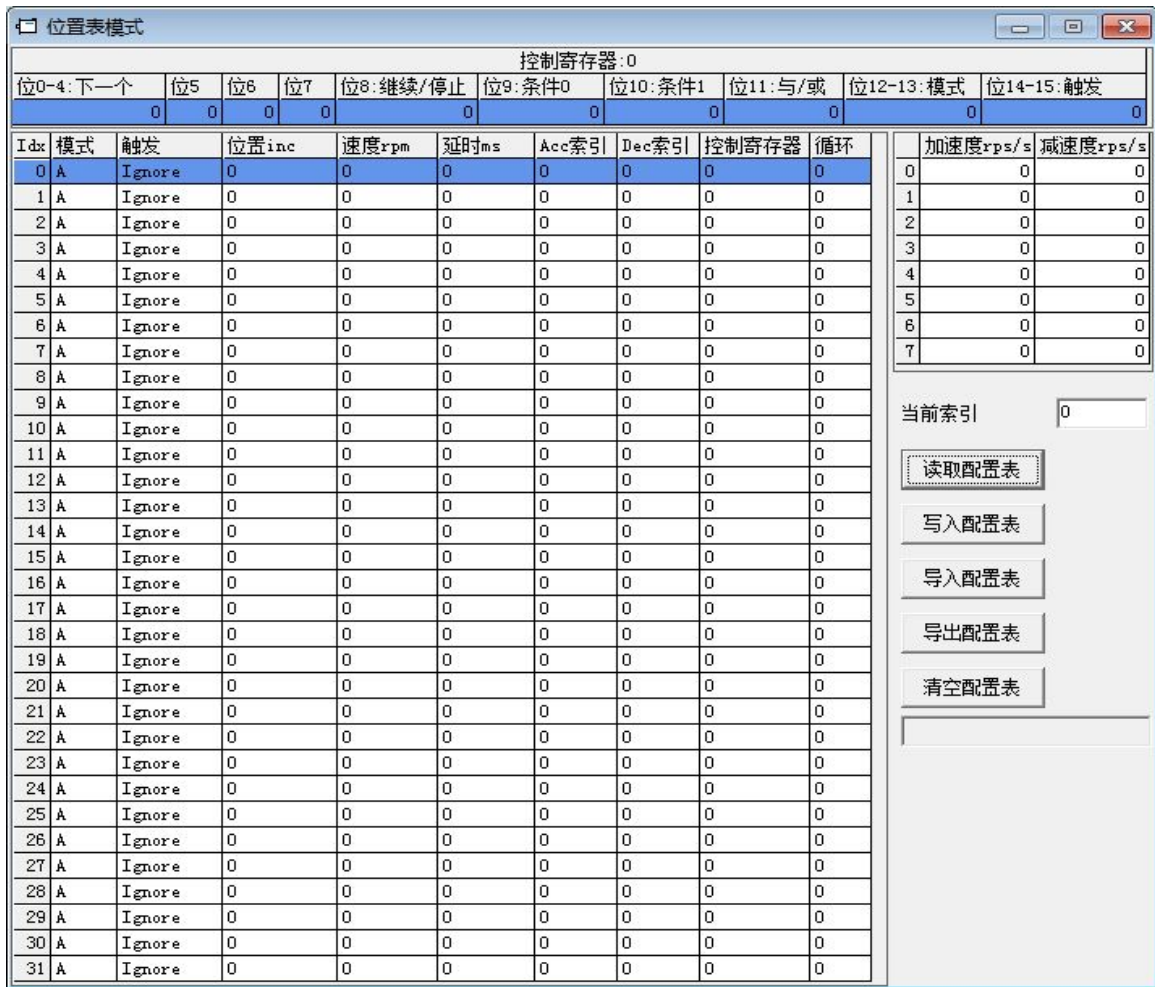 位置表模式
控制寄存器:0
位0-4:下一个 位5 位6 位7 位8:继续/停止 位9:条件0 位10:条件1 位11:与/或 位12-13:模式 位14-15:触发
0 0 0 0 0 0 0 0 0 0
Idx 模式 触发 位置inc 速度rpm 延时ms Acc索引 Dec索引 控制寄存器 循环
0 A Ignore 0 0 0 0 0 0 0
1 A Ignore 0 0 0 0 0 0 0
2 A Ignore 0 0 0 0 0 0 0
3 A Ignore 0 0 0 0 0 0 0
4 A Ignore 0 0 0 0 0 0 0
5 A Ignore 0 0 0 0 0 0 0
6 A Ignore 0 0 0 0 0 0 0
7 A Ignore 0 0 0 0 0 0 0
8 A Ignore 0 0 0 0 0 0 0
9 A Ignore 0 0 0 0 0 0 0
10 A Ignore 0 0 0 0 0 0 0
11 A Ignore 0 0 0 0 0 0 0
12 A Ignore 0 0 0 0 0 0 0
13 A Ignore 0 0 0 0 0 0 0
14 A Ignore 0 0 0 0 0 0 0
15 A Ignore 0 0 0 0 0 0 0
16 A Ignore 0 0 0 0 0 0 0
17 A Ignore 0 0 0 0 0 0 0
18 A Ignore 0 0 0 0 0 0 0
19 A Ignore 0 0 0 0 0 0 0
20 A Ignore 0 0 0 0 0 0 0
21 A Ignore 0 0 0 0 0 0 0
22 A Ignore 0 0 0 0 0 0 0
23 A Ignore 0 0 0 0 0 0 0
24 A Ignore 0 0 0 0 0 0 0
25 A Ignore 0 0 0 0 0 0 0
26 A Ignore 0 0 0 0 0 0 0
27 A Ignore 0 0 0 0 0 0 0
28 A Ignore 0 0 0 0 0 0 0
29 A Ignore 0 0 0 0 0 0 0
30 A Ignore 0 0 0 0 0 0 0
31 A Ignore 0 0 0 0 0 0 0
加速度rps/s 减速度rps/s
0 0 0
1 0 0
2 0 0
3 0 0
4 0 0
5 0 0
6 0 0
7 0 0
当前索引 0
读取配置表
写入配置表
导入配置表
导出配置表
清空配置表